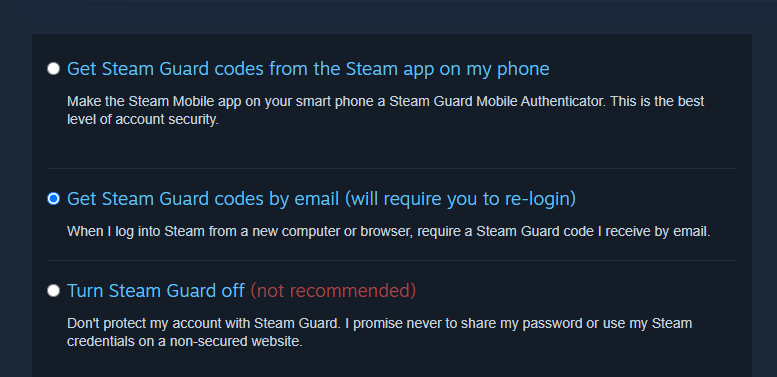 Get Steam Guard codes from the Steam app on my phone
Make the Steam Mobile app on your smart phone a Steam Guard Mobile Authenticator. This is the best
level of account security.
Get Steam Guard codes by email (will require you to re-login)
When I log into Steam from a new computer or browser, require a Steam Guard code I receive by email.
Turn Steam Guard off (not recommended)
Don't protect my account with Steam Guard. I promise never to share my password or use my Steam
credentials on a non-secured website.